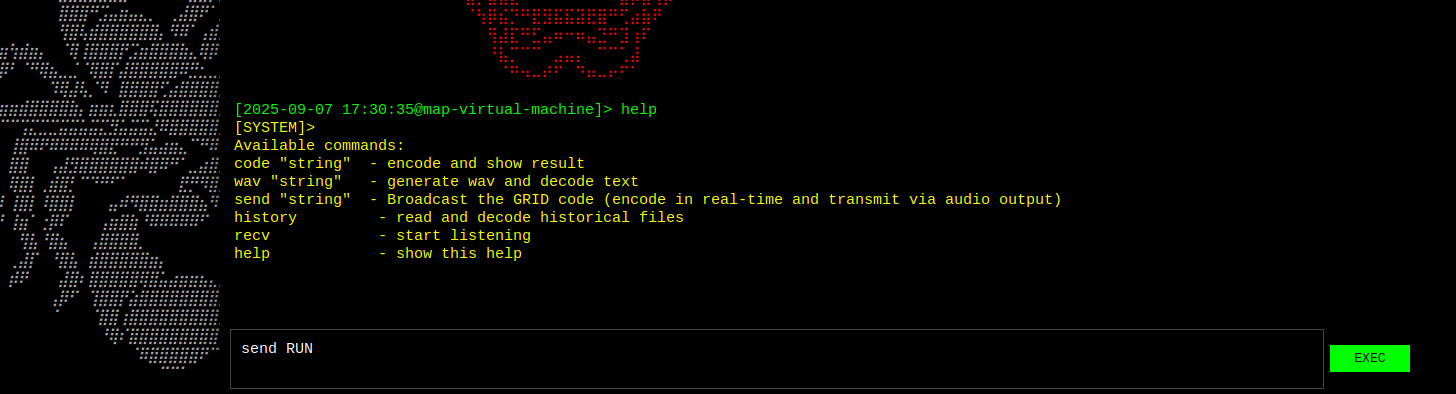 [2025-09-07 17:30:35@map-virtual-machine]> help
[SYSTEM]>
Available commands:
code "string"  - encode and show result
wav "string"   - generate wav and decode text
send "string"  - Broadcast the GRID code (encode in real-time and transmit via audio output)
history         - read and decode historical files
recv            - start listening
help            - show this help
send RUN
EXEC